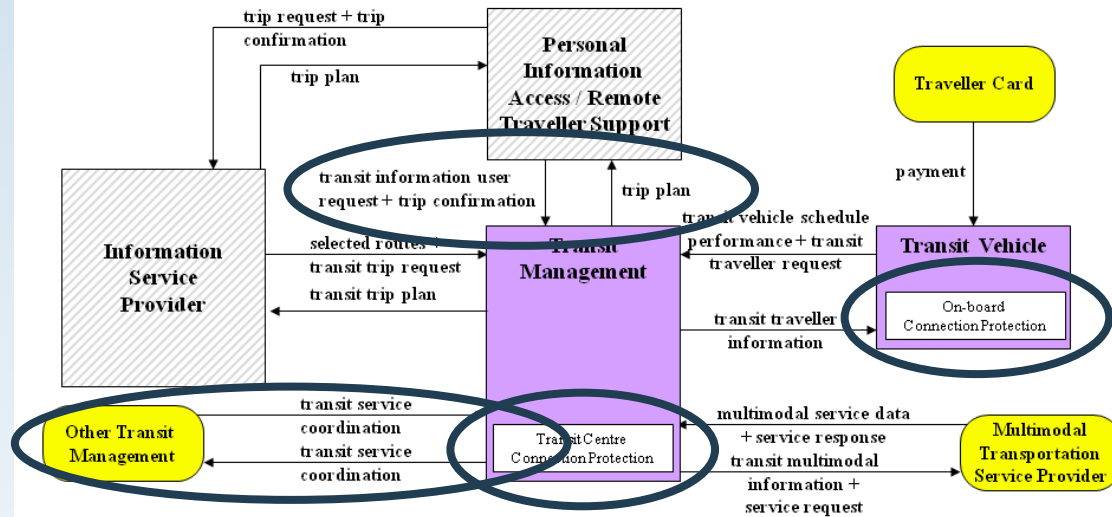 trip request + trip
confirmation
trip plan
Personal
Information
Access / Remote
Traveller Support
Traveller Card
transit information user
request + trip confirmation
trip plan
payment
Information
Service
Provider
selected routes +
transit trip request
transit trip plan
Transit
Management
transit vehicle schedule
performance + transit
traveller request
Transit Vehicle
On-board
Connection Protection
transit traveller
information
Other Transit
Management
transit service
coordination
transit service
coordination
Transit Centre
Connection Protection
multimodal service data
+ service response
transit multimodal
information +
service request
Multimodal
Transportation
Service Provider